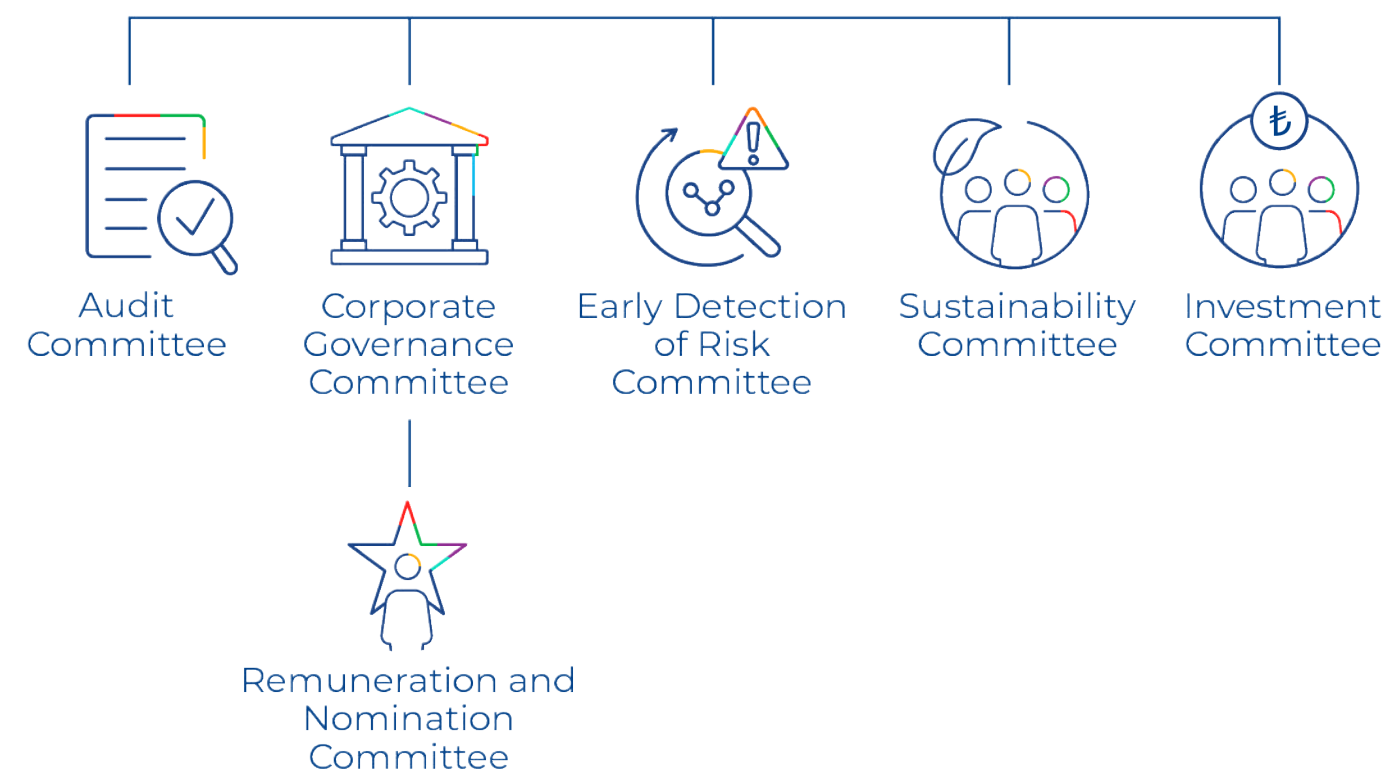 ₺
Audit
Committee
Corporate
Governance
Committee
Early Detection
of Risk
Committee
Sustainability
Committee
Investment
Committee
Remuneration and
Nomination
Committee